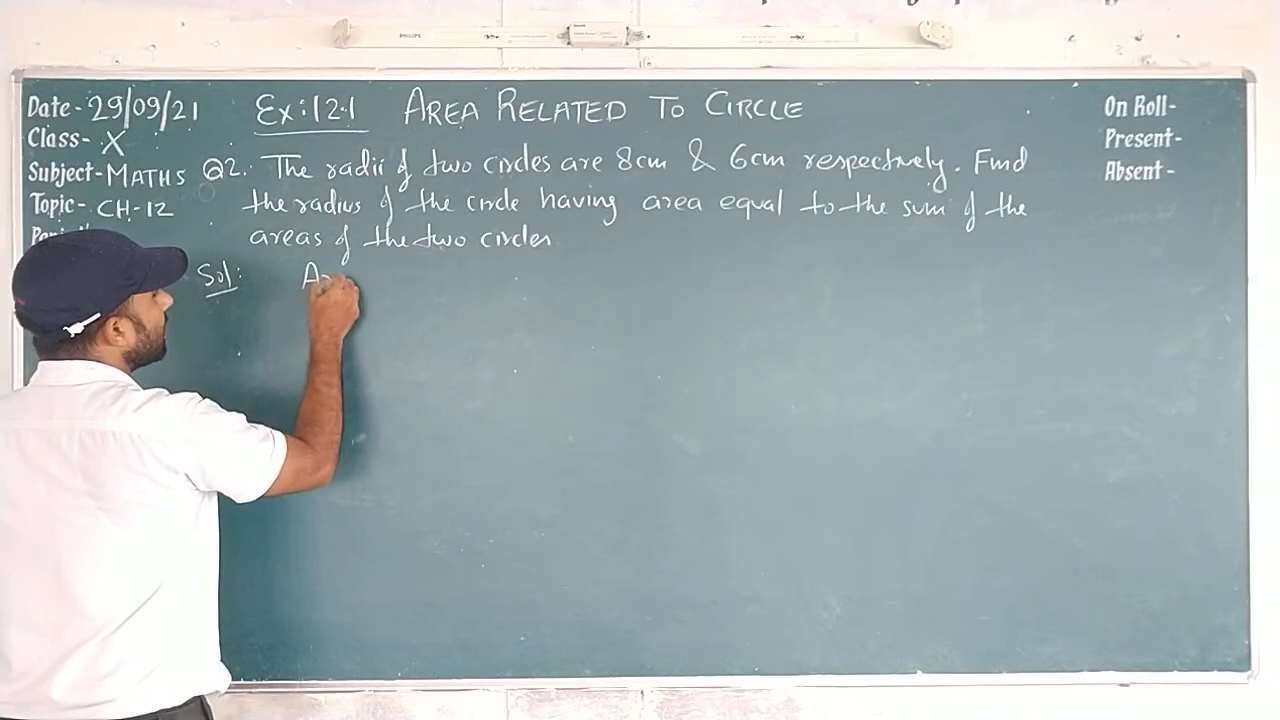 PHILIPS
Date- 29/09/21 Ex:12.1 AREA RELATED TO CIRCLE On Roll-
Class- X Present-
Subject- MATHS Q2. The radii of two circles are 8cm & 6cm respectively. Find Absent-
Topic- CH-12 the radius of the circle having area equal to the sum of the
areas of the two circles.
Sol: